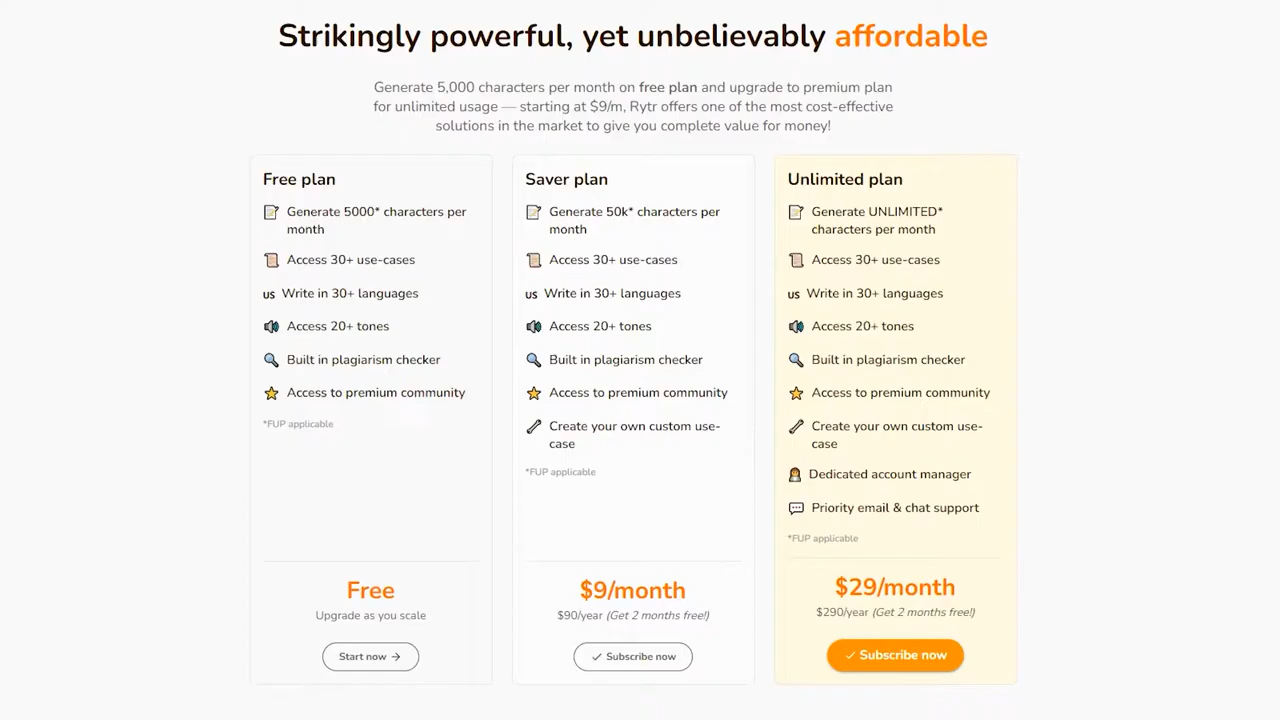 Strikingly powerful, yet unbelievably affordable
Generate 5,000 characters per month on free plan and upgrade to premium plan
for unlimited usage — starting at $9/m, Rytr offers one of the most cost-effective
solutions in the market to give you complete value for money!
Free plan
Generate 5000* characters per
month
Access 30+ use-cases
US Write in 30+ languages
Access 20+ tones
Built in plagiarism checker
Access to premium community
*FUP applicable
Free
Upgrade as you scale
Start now →
Saver plan
Generate 50k* characters per
month
Access 30+ use-cases
US Write in 30+ languages
Access 20+ tones
Built in plagiarism checker
Access to premium community
Create your own custom use-
case
*FUP applicable
$9/month
$90/year (Get 2 months free!)
✓ Subscribe now
Unlimited plan
Generate UNLIMITED*
characters per month
Access 30+ use-cases
US Write in 30+ languages
Access 20+ tones
Built in plagiarism checker
Access to premium community
Create your own custom use-
case
Dedicated account manager
Priority email & chat support
*FUP applicable
$29/month
$290/year (Get 2 months free!)
✓ Subscribe now